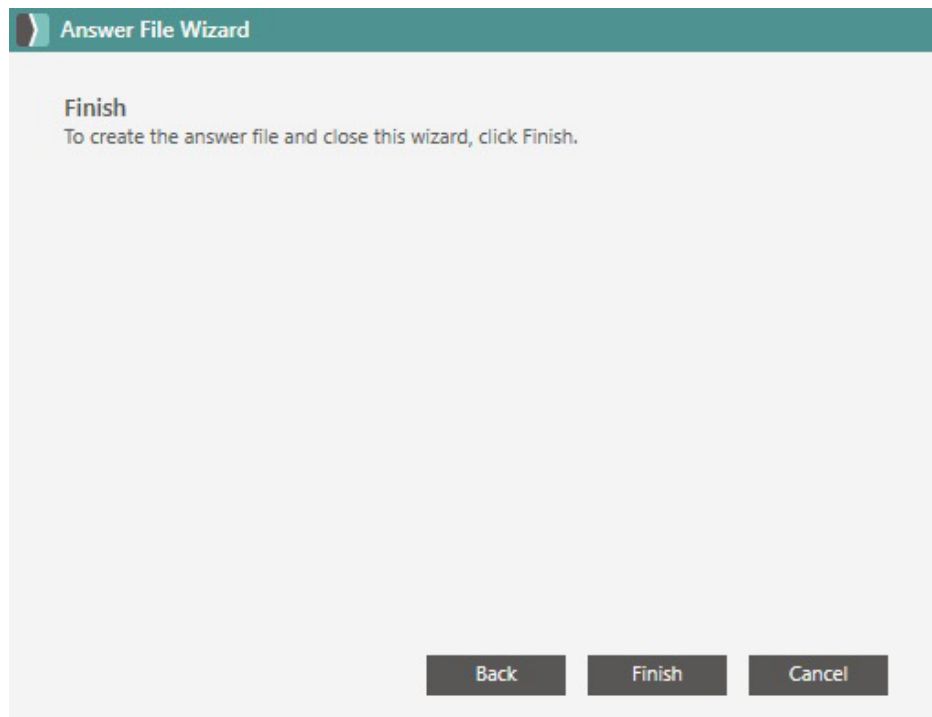 Answer File Wizard
Finish
To create the answer file and close this wizard, click Finish.
Back Finish Cancel